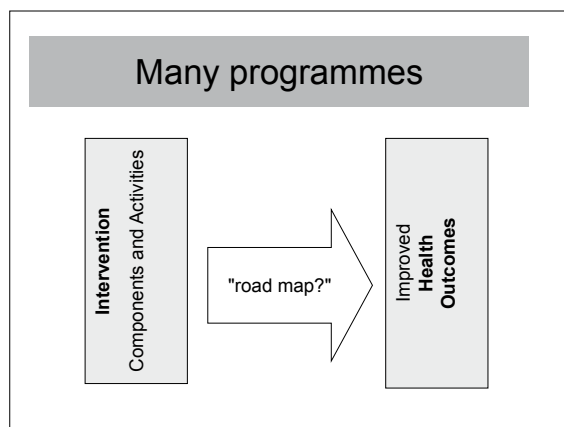 Many programmes
Intervention
Components and Activities
"road map?"
Improved
Health
Outcomes